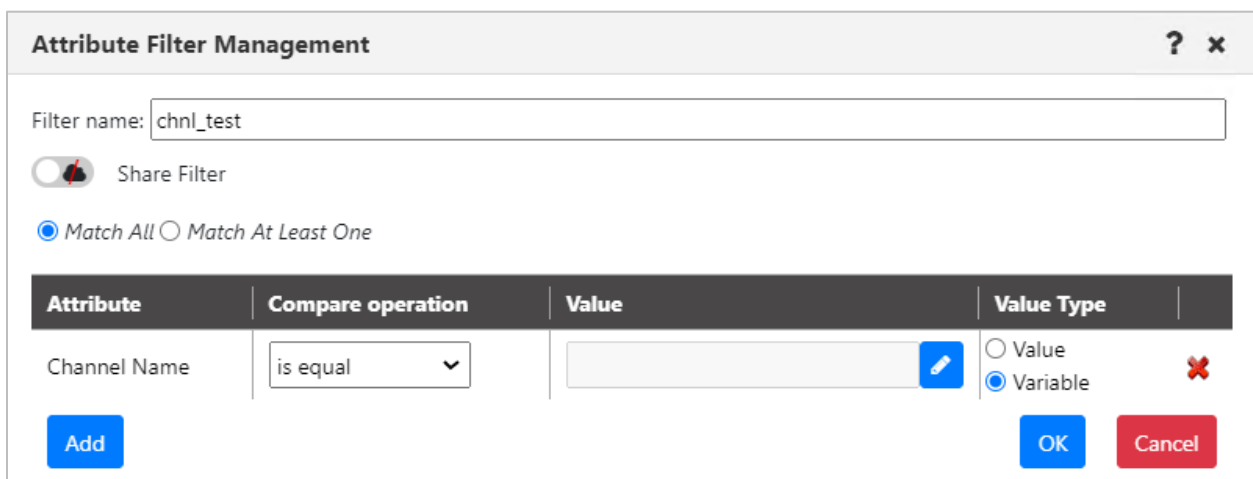 Attribute Filter Management ? ×
Filter name: chnl_test
Share Filter
Match All Match At Least One
Attribute Compare operation Value Value Type
Channel Name is equal Value
Variable
Add OK Cancel